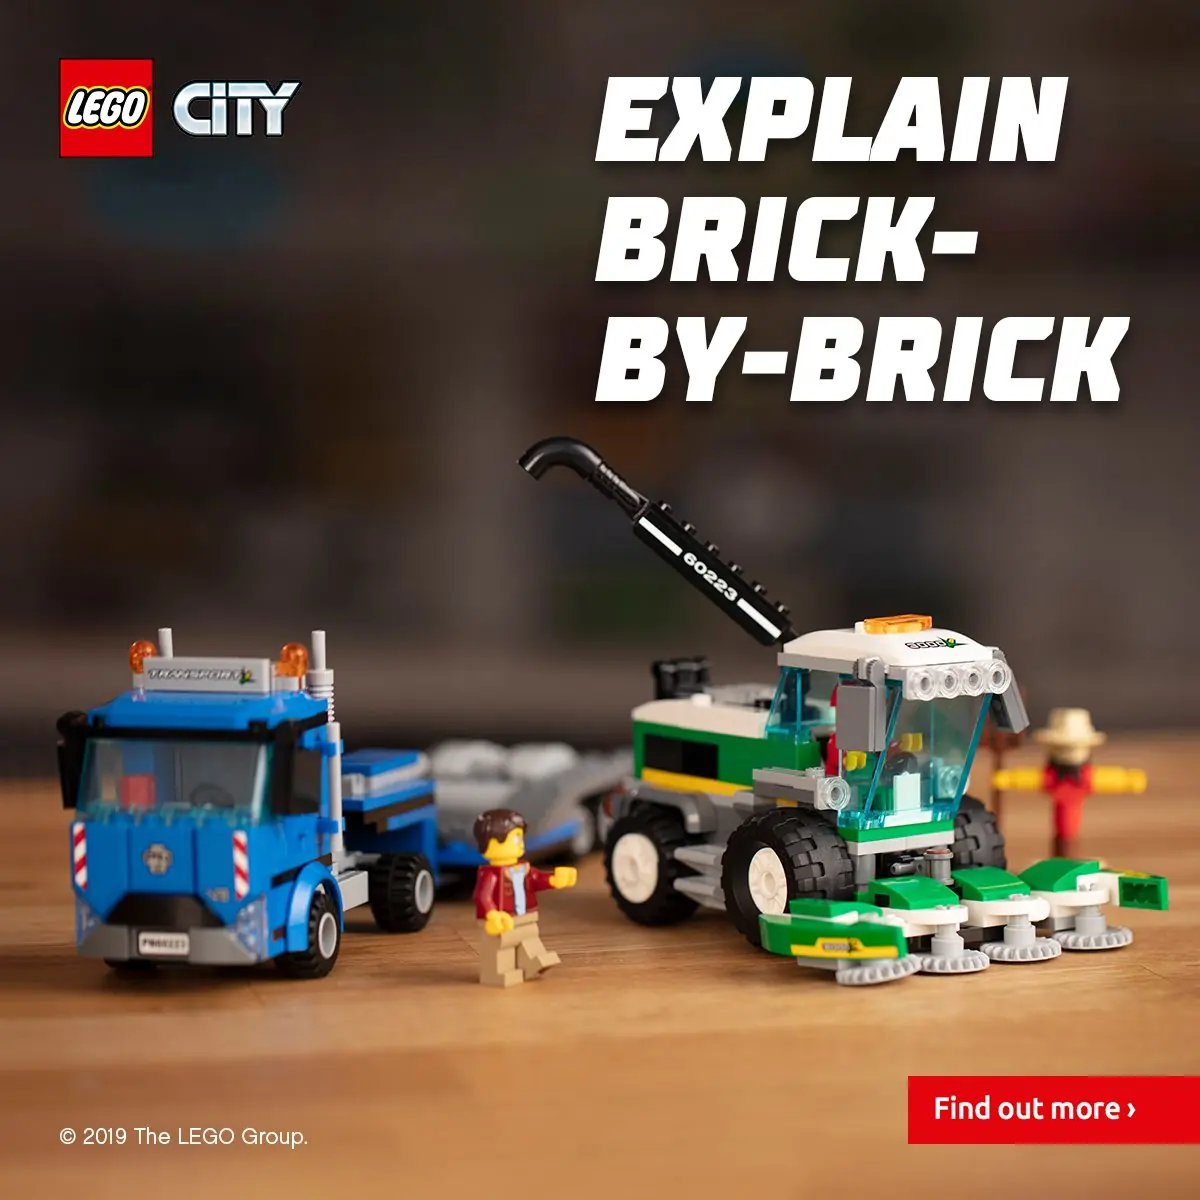 LEGO CITY
EXPLAIN
BRICK-
BY-BRICK
60223
TRANSPORT
Find out more ›
© 2019 The LEGO Group.